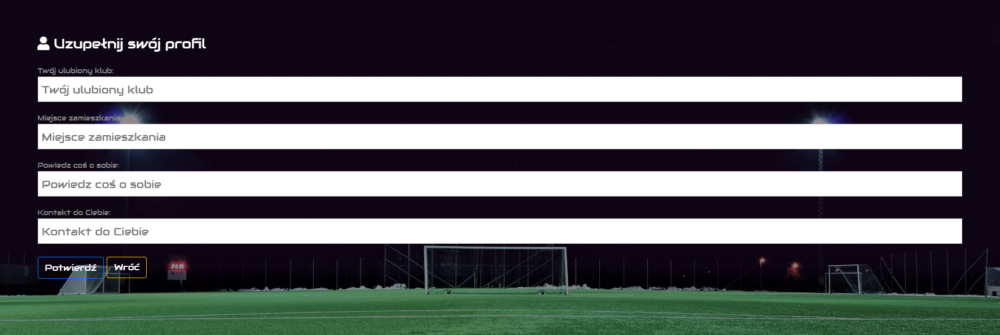 Uzupełnij swój profil
Twój ulubiony klub:
Twój ulubiony klub
Miejsce zamieszkania:
Miejsce zamieszkania
Powiedz coś o sobie:
Powiedz coś o sobie
Kontakt do Ciebie:
Kontakt do Ciebie
Potwierdź Wróć